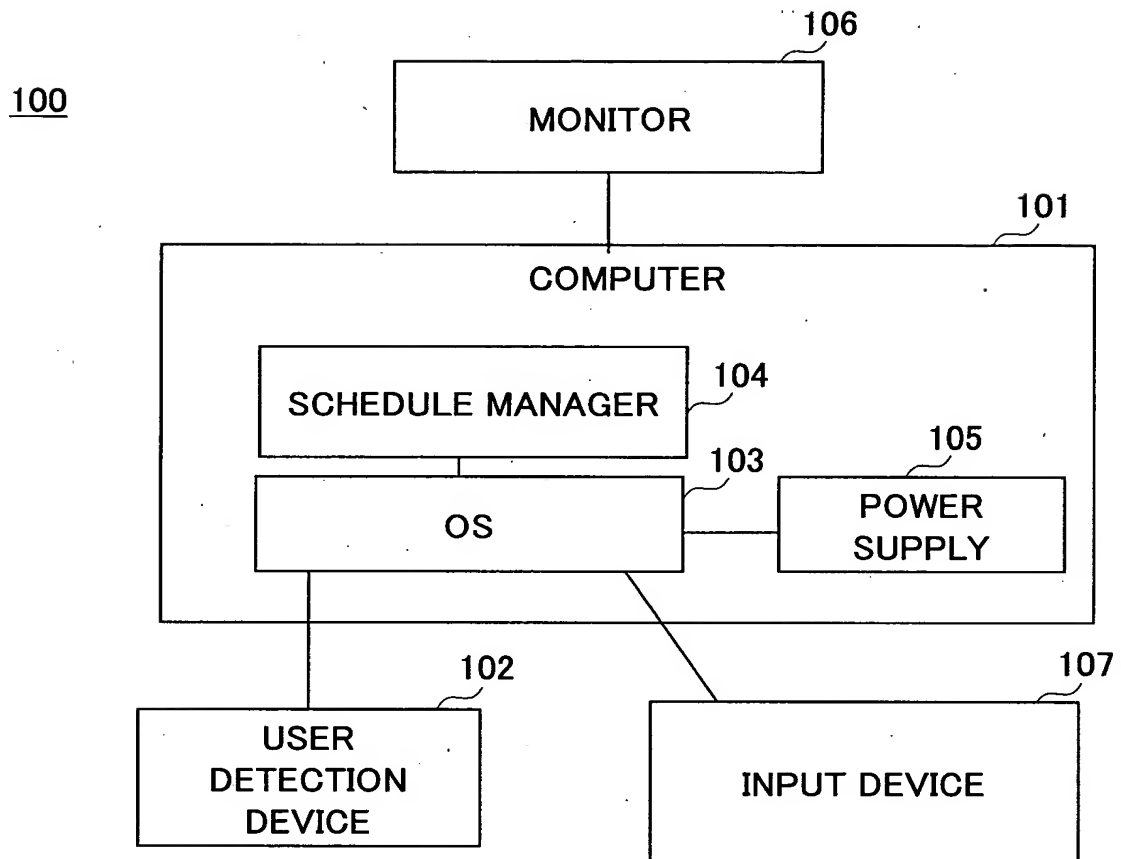 106
100
MONITOR
101
COMPUTER
104
SCHEDULE MANAGER
105
103
OS
POWER
SUPPLY
102
107
USER
DETECTION
DEVICE
INPUT DEVICE